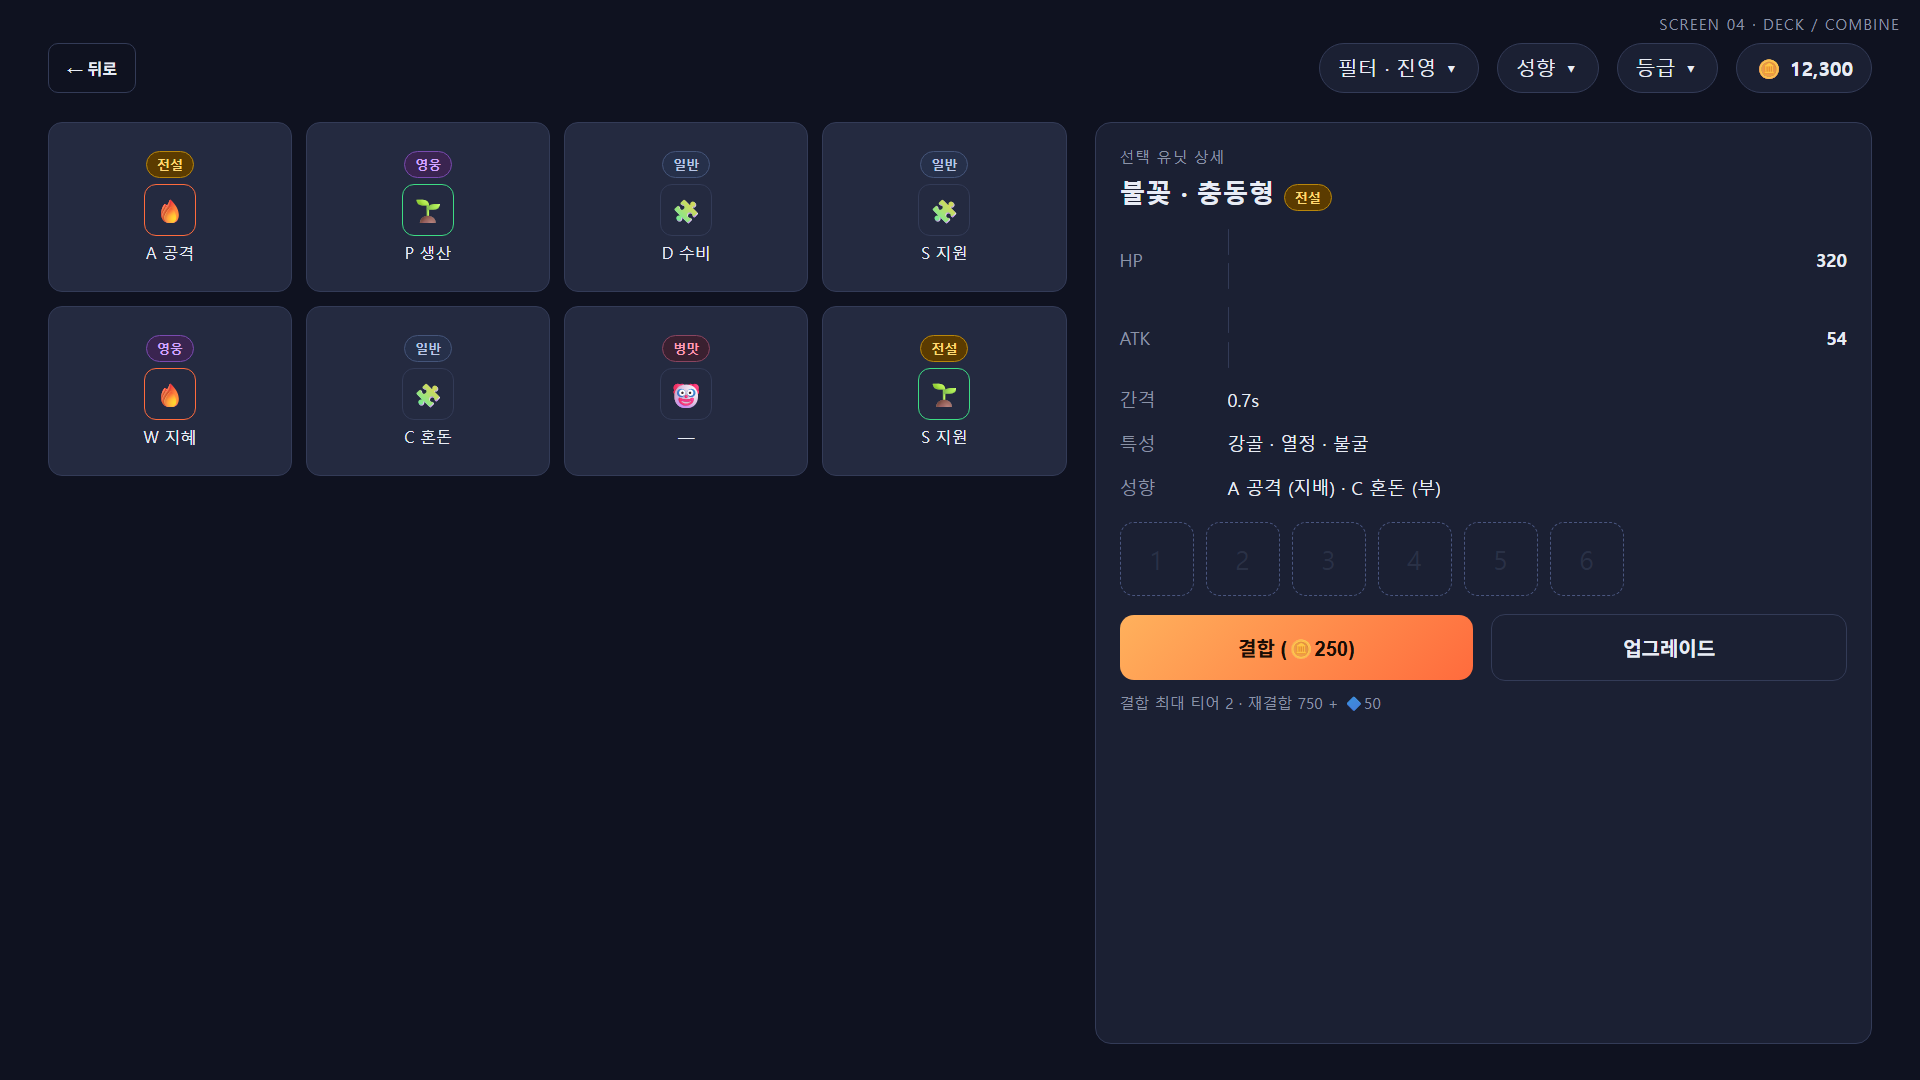 SCREEN 04 · DECK / COMBINE
← 뒤로
필터 · 진영 ▼
성향 ▼
등급 ▼
12,300
전설
A 공격
영웅
P 생산
일반
D 수비
일반
S 지원
영웅
W 지혜
일반
C 혼돈
병맛
—
전설
S 지원
선택 유닛 상세
불꽃 · 충동형 전설
HP 320
ATK 54
간격 0.7s
특성 강골 · 열정 · 불굴
성향 A 공격 (지배) · C 혼돈 (부)
1 2 3 4 5 6
결합 (🪙250)
업그레이드
결합 최대 티어 2 · 재결합 750 + 🔷50